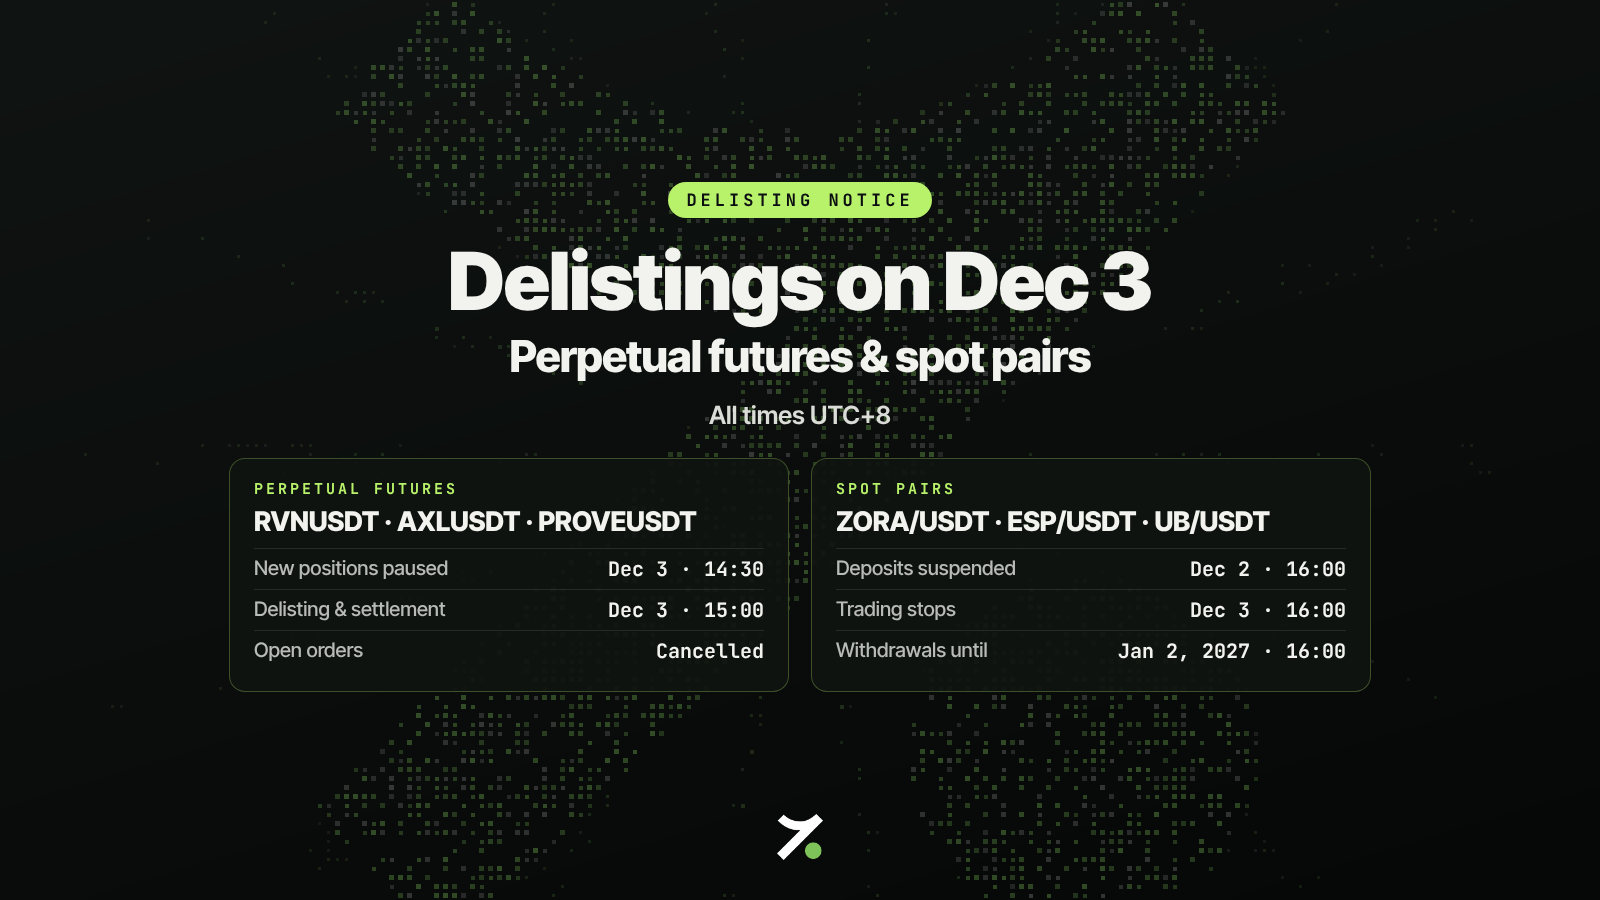 DELISTING NOTICE
Delistings on Dec 3
Perpetual futures & spot pairs
All times UTC+8
PERPETUAL FUTURES
RVNUSDT · AXLUSDT · PROVEUSDT
New positions paused Dec 3 · 14:30
Delisting & settlement Dec 3 · 15:00
Open orders Cancelled
SPOT PAIRS
ZORA/USDT · ESP/USDT · UB/USDT
Deposits suspended Dec 2 · 16:00
Trading stops Dec 3 · 16:00
Withdrawals until Jan 2, 2027 · 16:00